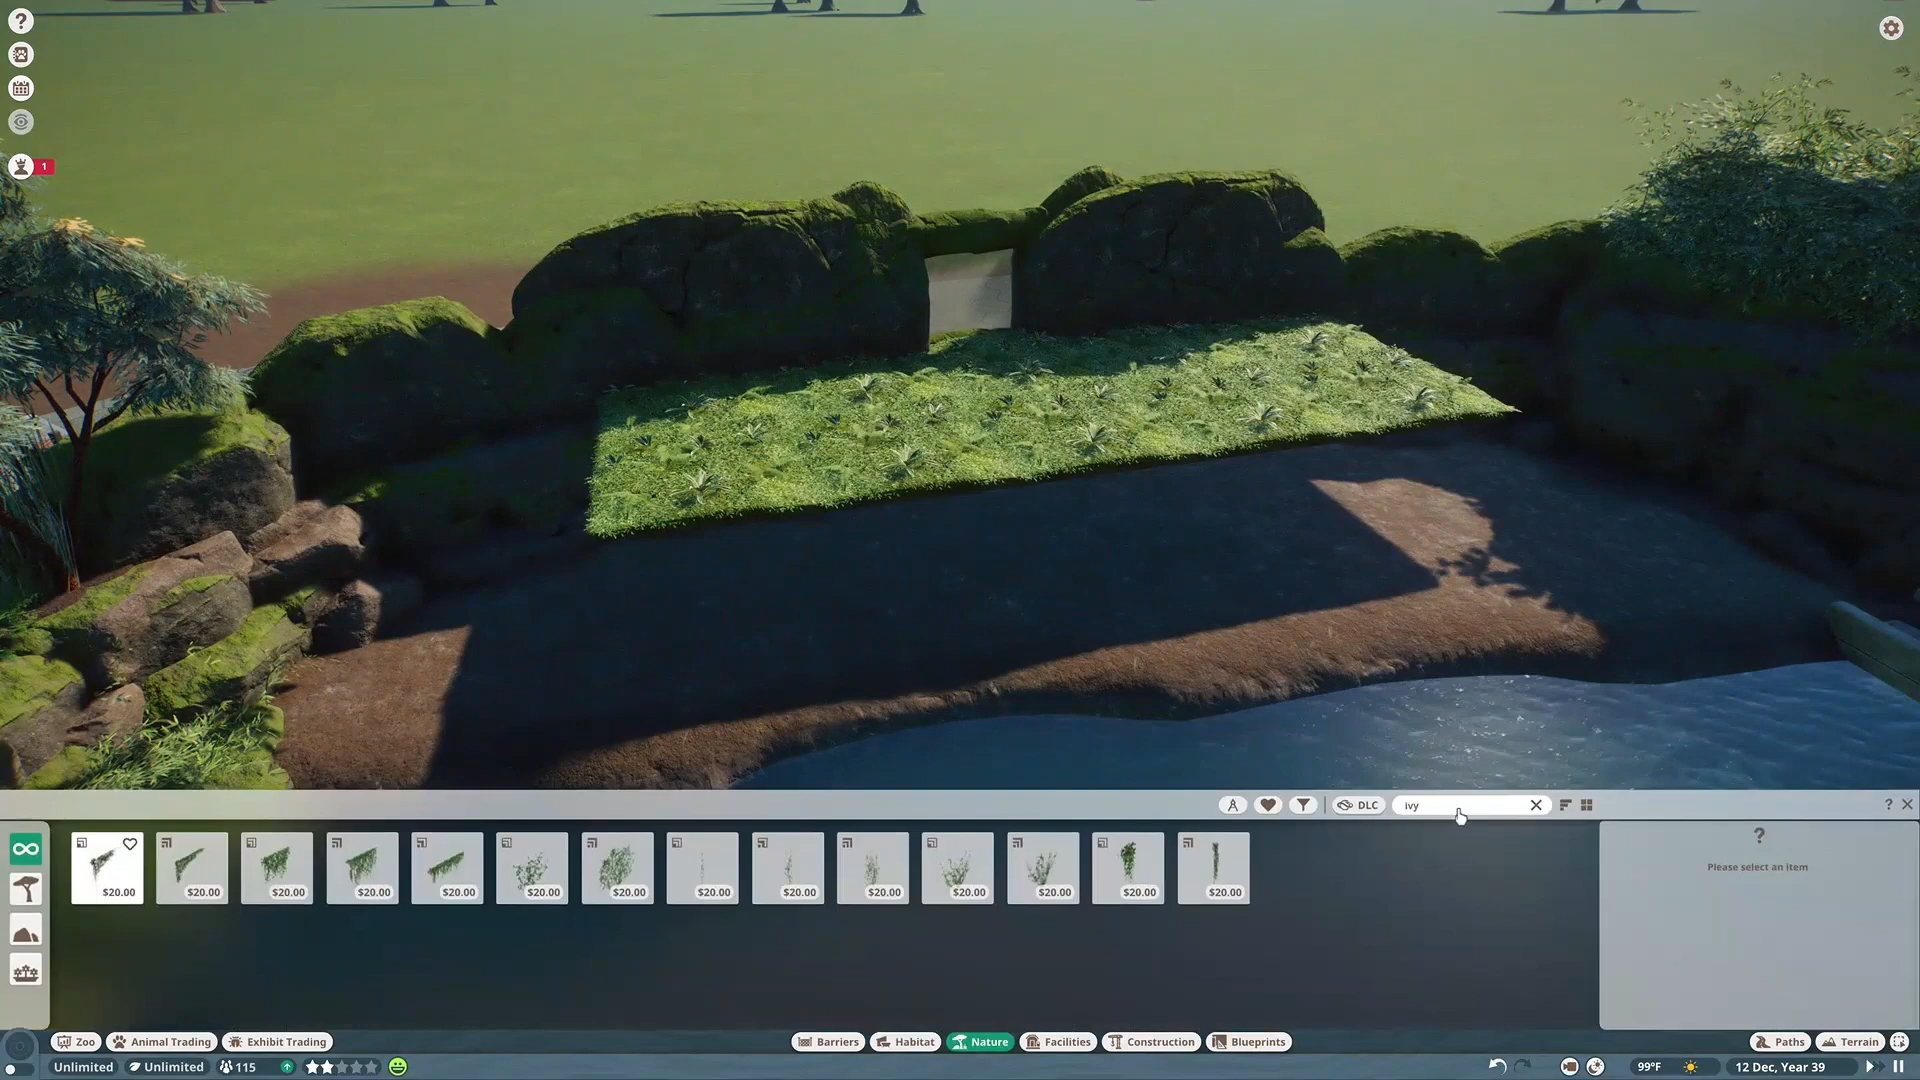 ?
1
DLC
ivy
?
$20.00
$20.00
$20.00
$20.00
$20.00
$20.00
$20.00
$20.00
$20.00
$20.00
$20.00
$20.00
$20.00
$20.00
?
Please select an item
Zoo
Animal Trading
Exhibit Trading
Barriers
Habitat
Nature
Facilities
Construction
Blueprints
Paths
Terrain
Unlimited
Unlimited
115
99°F
12 Dec, Year 39